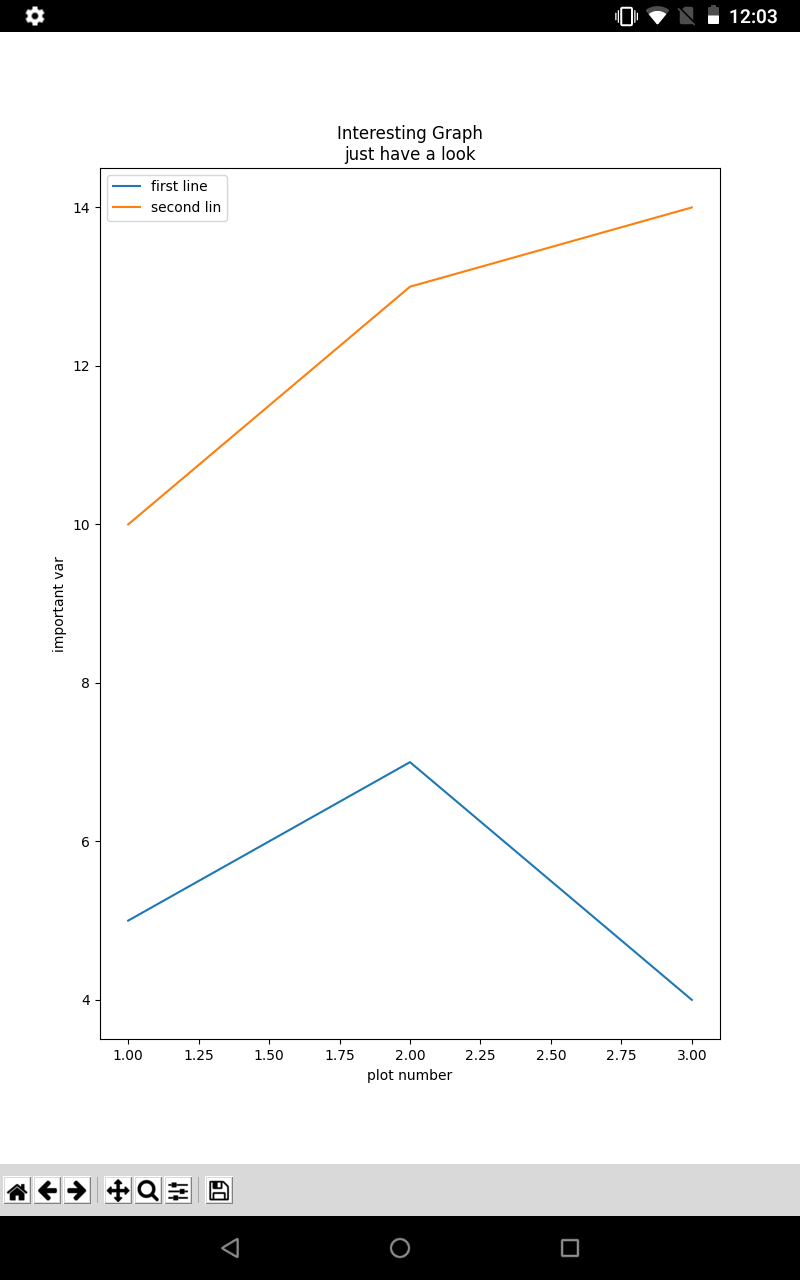 12:03
Interesting Graph
just have a look
first line
second lin
14
12
10
8
6
4
important var
1.00 1.25 1.50 1.75 2.00 2.25 2.50 2.75 3.00
plot number